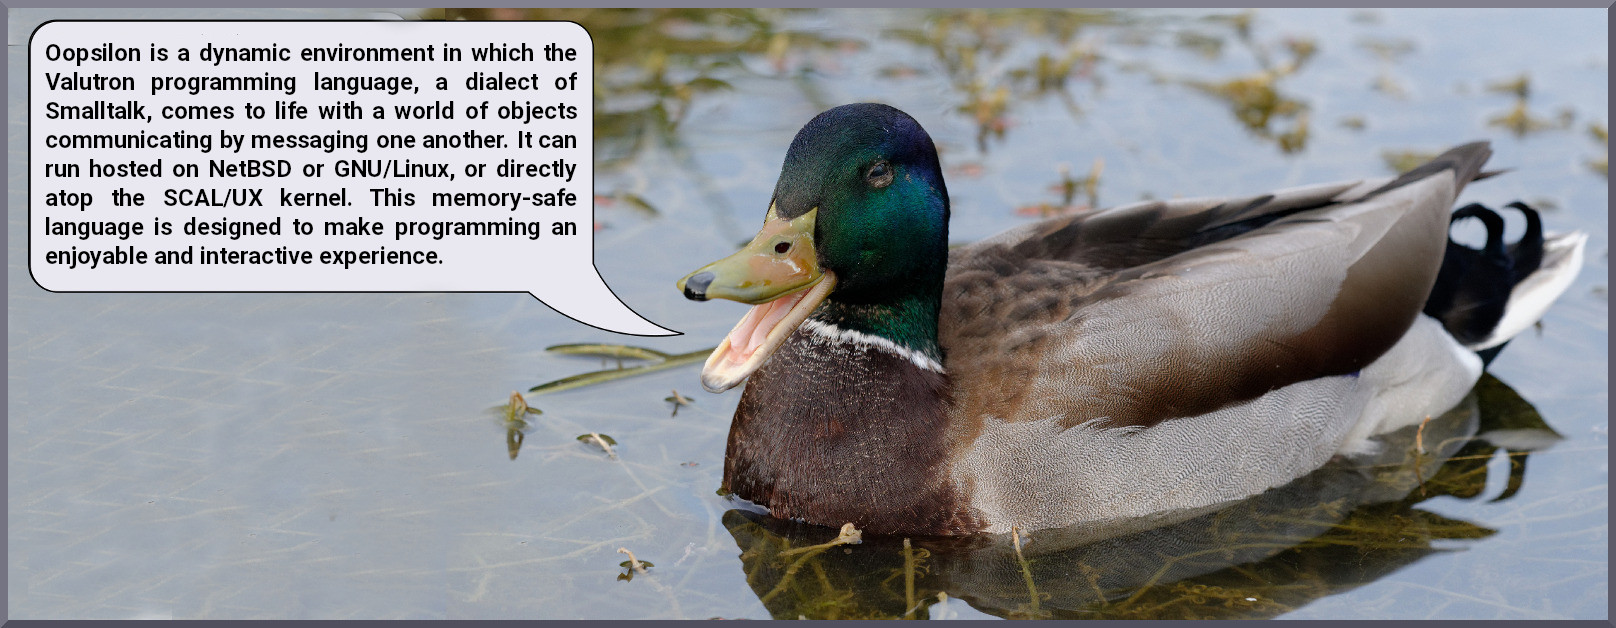 Oopsilon is a dynamic environment in which the
Valutron programming language, a dialect of
Smalltalk, comes to life with a world of objects
communicating by messaging one another. It can
run hosted on NetBSD or GNU/Linux, or directly
atop the SCAL/UX kernel. This memory-safe
language is designed to make programming an
enjoyable and interactive experience.